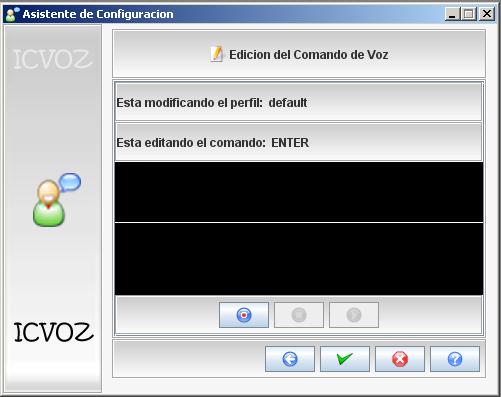 Asistente de Configuracion
ICVOZ
Edicion del Comando de Voz
Esta modificando el perfil: default
Esta editando el comando: ENTER
ICVOZ
?